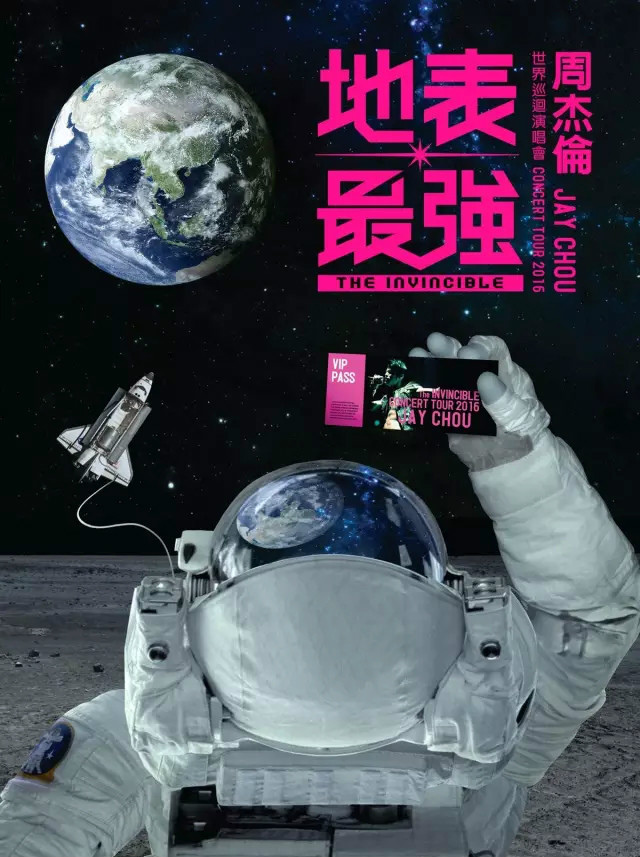 地表
最強
THE INVINCIBLE
周杰倫 JAY CHOU
世界巡迴演唱會 CONCERT TOUR 2016
VIP
PASS
The INVINCIBLE
CONCERT TOUR 2016
JAY CHOU